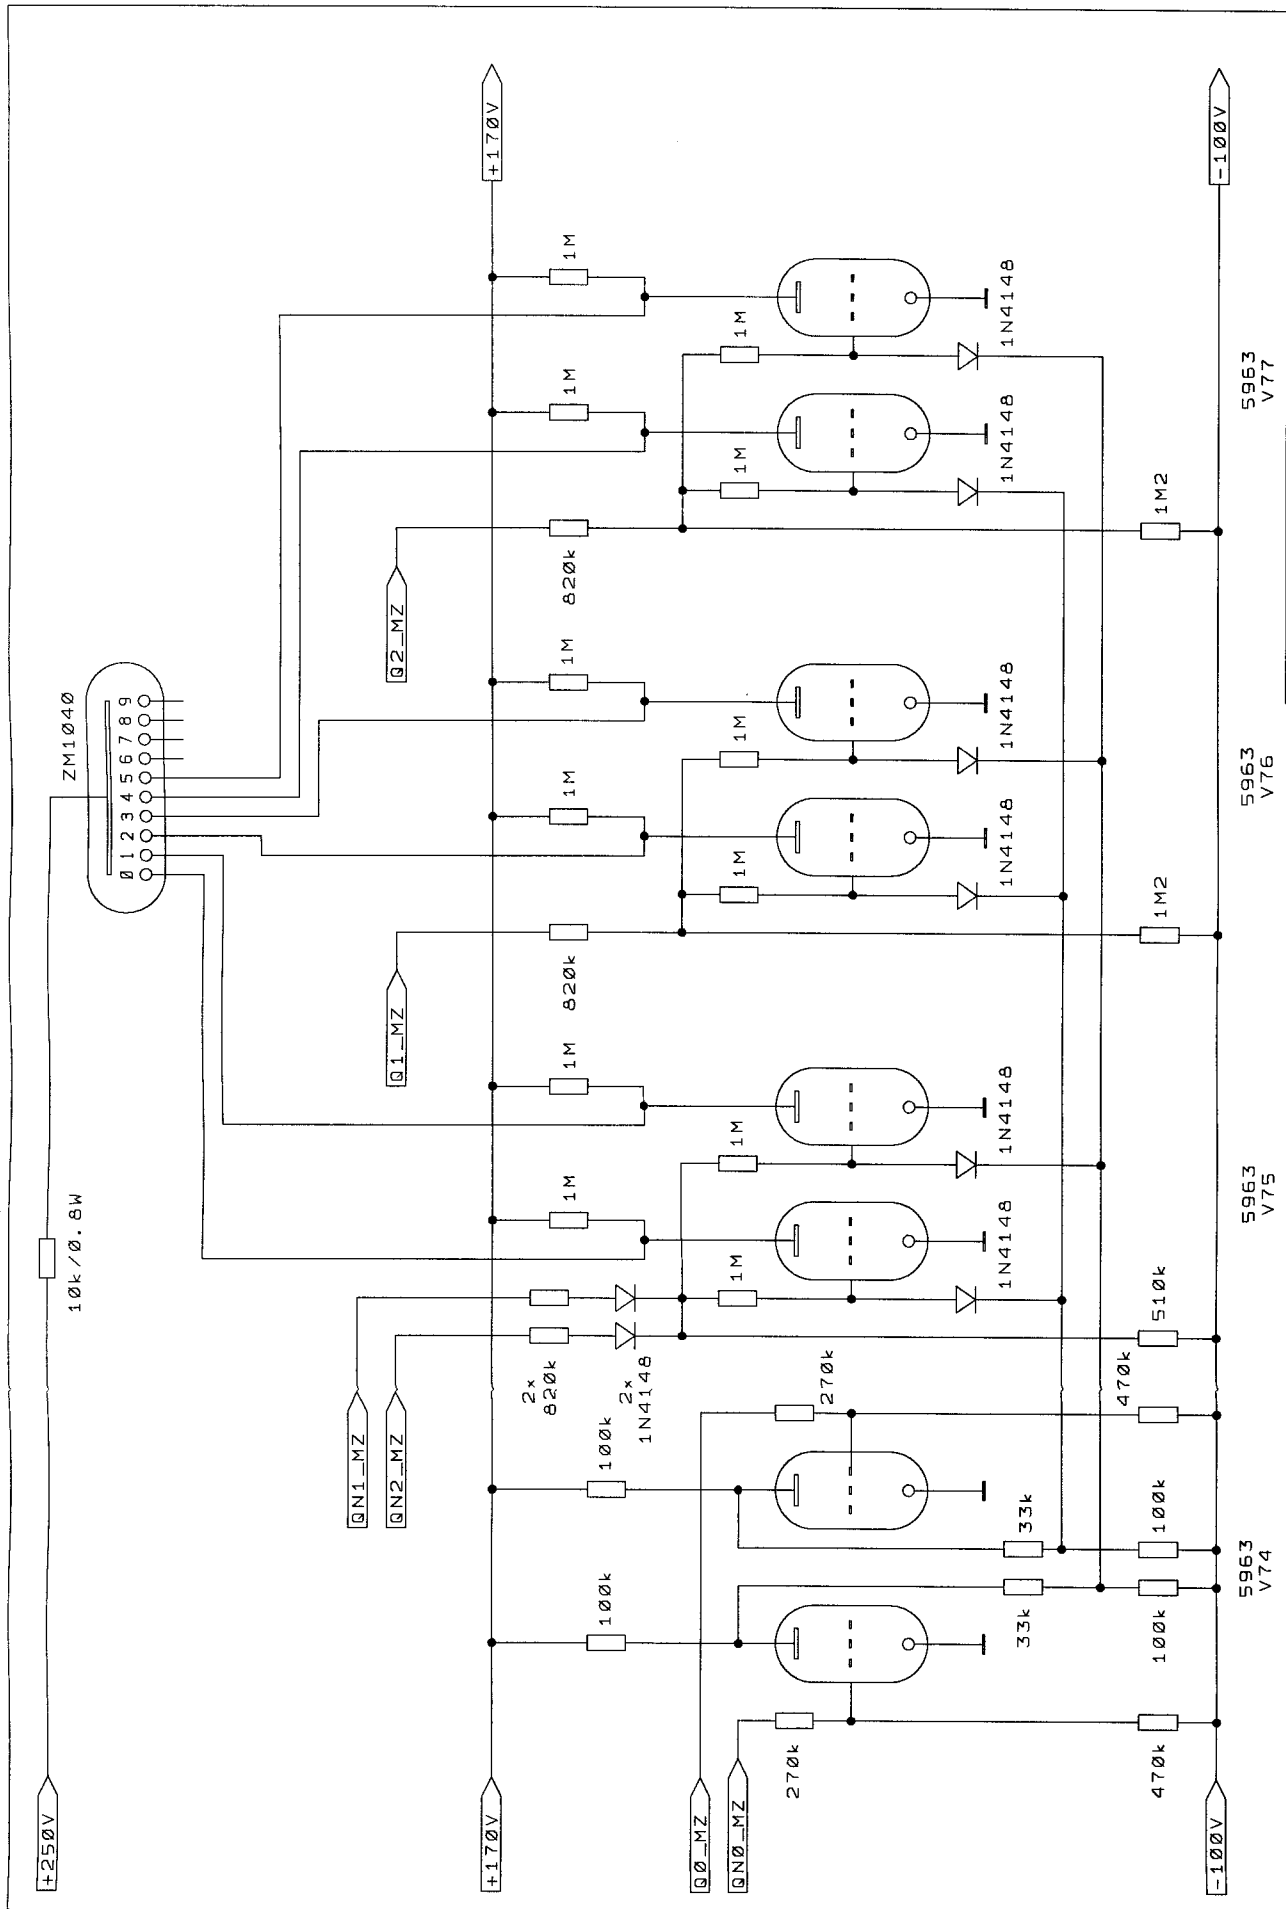 +250V
10k/0.8W
ZM1040
0 1 2 3 4 5 6 7 8 9
+170V
+170V
QN1_MZ
QN2_MZ
Q1_MZ
Q2_MZ
2x
820k
2x
1N4148
820k
820k
100k
100k
1M
1M
1M
1M
1M
1M
Q0_MZ
QN0_MZ
270k
270k
1M
1M
1M
1M
1M
1M
1N4148
1N4148
1N4148
1N4148
1N4148
1N4148
33k
33k
470k
100k
100k
470k
510k
1M2
1M2
-100V
-100V
5963
V74
5963
V75
5963
V76
5963
V77